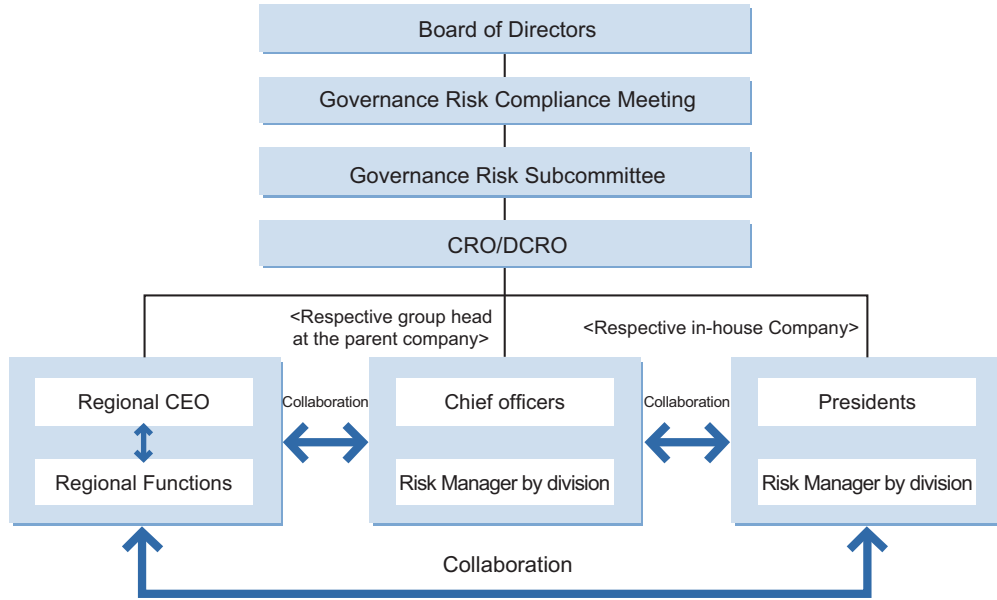 Board of Directors
Governance Risk Compliance Meeting
Governance Risk Subcommittee
CRO/DCRO
<Respective group head
at the parent company>
<Respective in-house Company>
Regional CEO
Collaboration
Chief officers
Collaboration
Presidents
Regional Functions
Risk Manager by division
Risk Manager by division
Collaboration